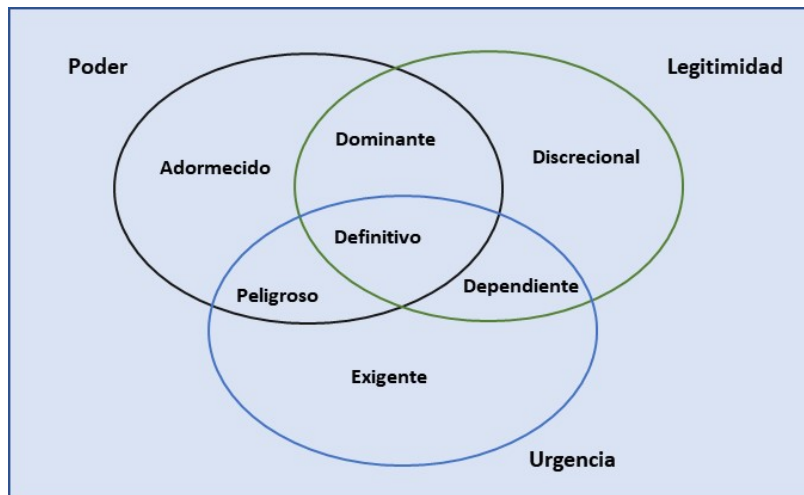 Poder
Legitimidad
Dominante
Discrecional
Adormecido
Definitivo
Dependiente
Peligroso
Exigente
Urgencia